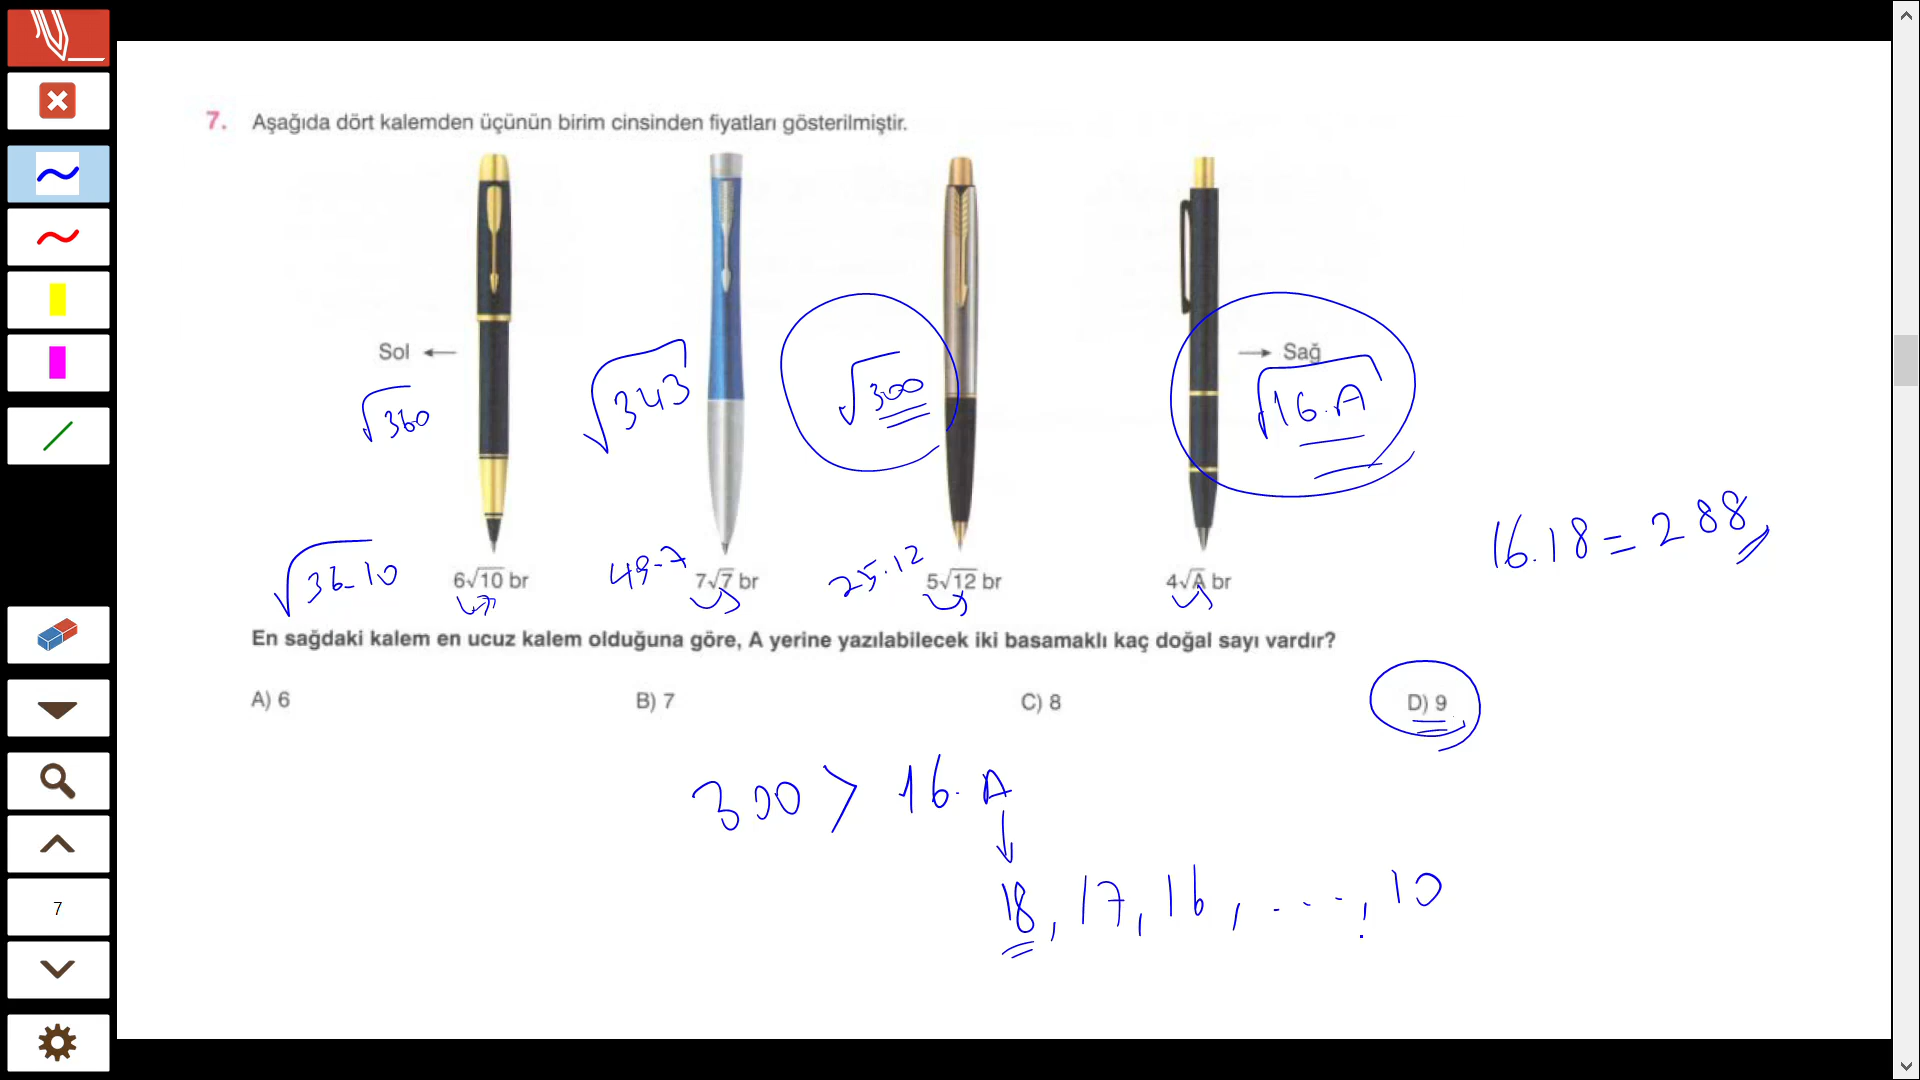 7. Aşağıda dört kalemden üçünün birim cinsinden fiyatları gösterilmiştir.
Sol ← → Sağ
√360 √343 √300 √16.A
√36.10 49.7 25.12
6√10 br 7√7 br 5√12 br 4√A br
16.18 = 288
En sağdaki kalem en ucuz kalem olduğuna göre, A yerine yazılabilecek iki basamaklı kaç doğal sayı vardır?
A) 6 B) 7 C) 8 D) 9
300 > 16.A
↓
18, 17, 16, ...., 10
7